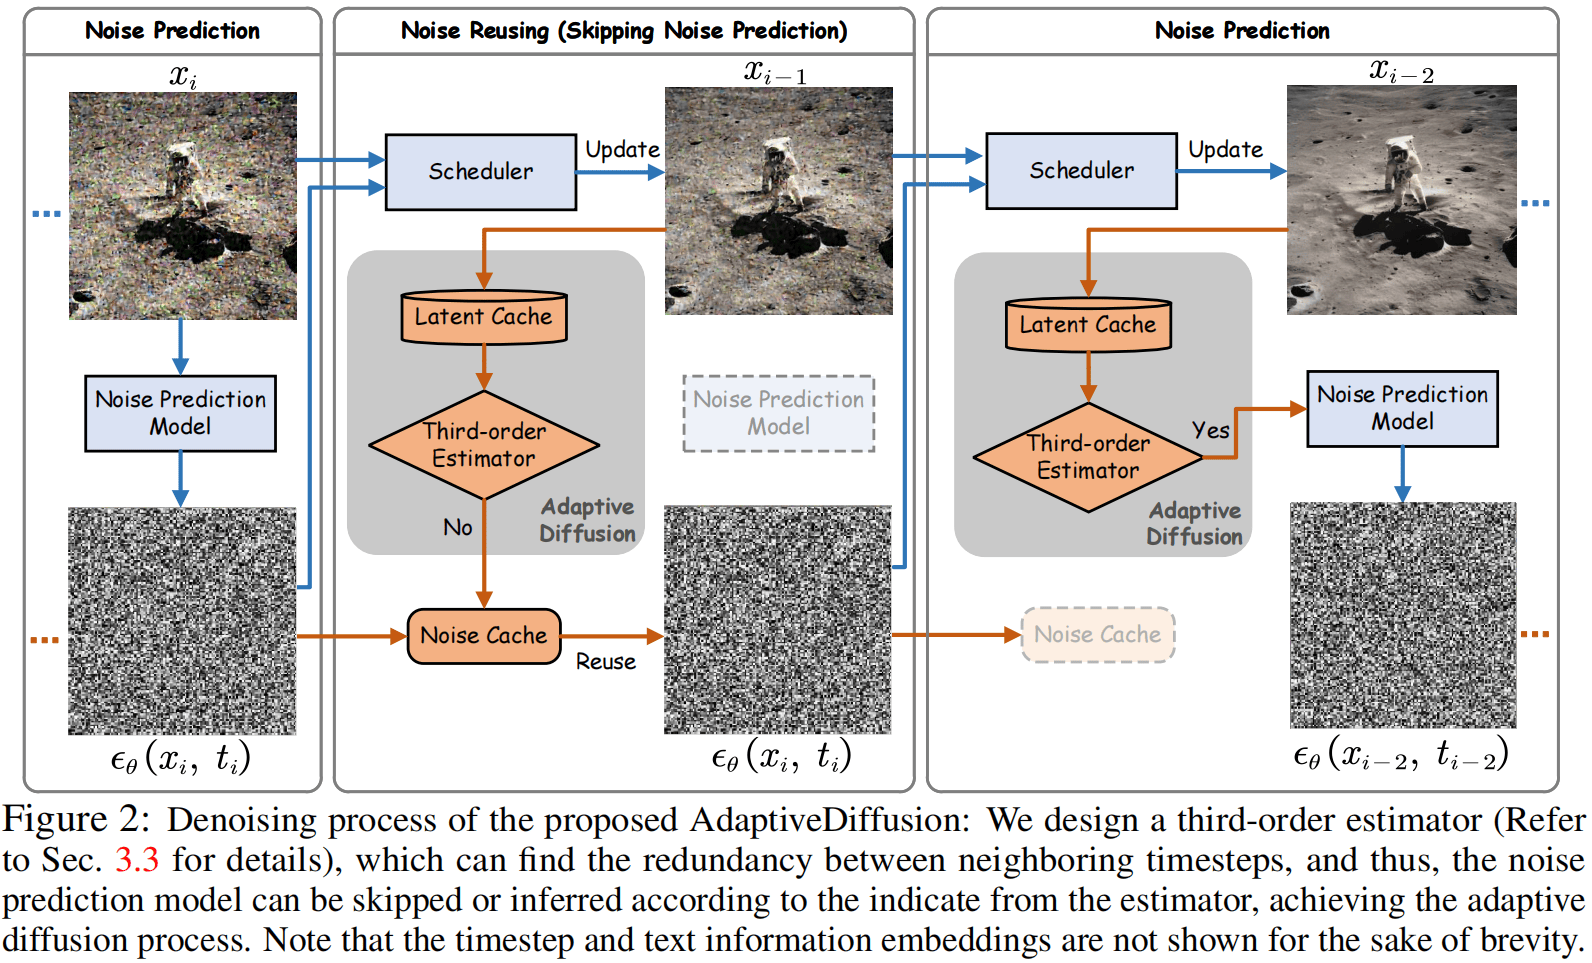 Noise Prediction
x_i
Noise Prediction Model
ϵ_θ(x_i, t_i)
Noise Reusing (Skipping Noise Prediction)
x_{i−1}
Scheduler
Update
Latent Cache
Third-order
Estimator
No
Adaptive
Diffusion
Noise Prediction
Model
Noise Cache
Reuse
ϵ_θ(x_i, t_i)
Noise Prediction
x_{i−2}
Scheduler
Update
Latent Cache
Third-order
Estimator
Yes
Adaptive
Diffusion
Noise Prediction
Model
Noise Cache
ϵ_θ(x_{i−2}, t_{i−2})
Figure 2: Denoising process of the proposed AdaptiveDiffusion: We design a third-order estimator (Refer
to Sec. 3.3 for details), which can find the redundancy between neighboring timesteps, and thus, the noise
prediction model can be skipped or inferred according to the indicate from the estimator, achieving the adaptive
diffusion process. Note that the timestep and text information embeddings are not shown for the sake of brevity.